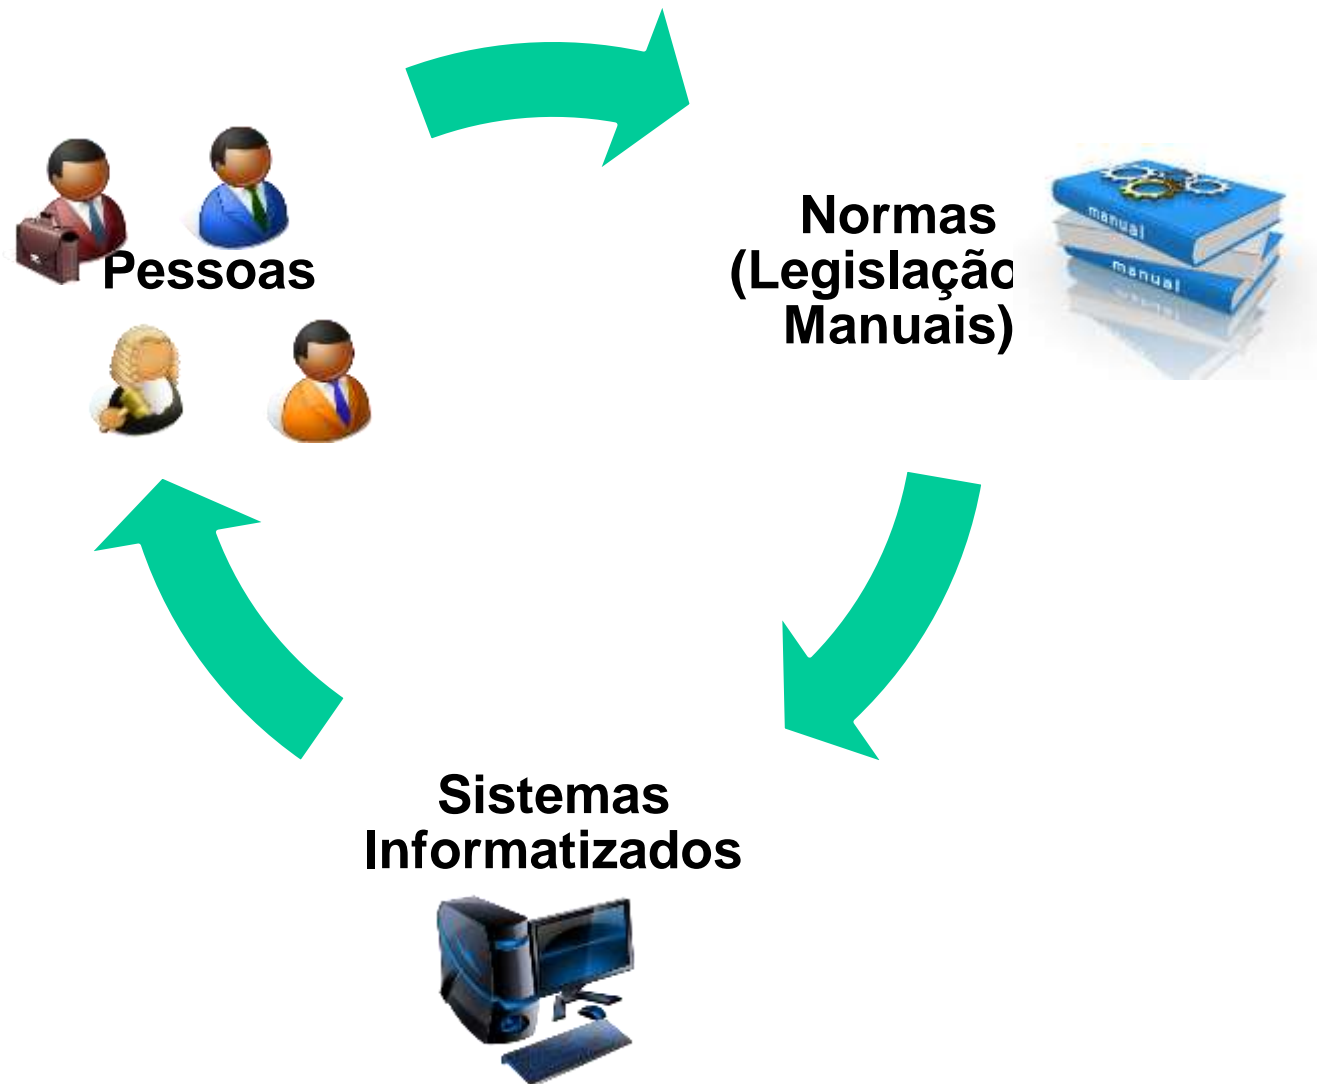 Pessoas
Normas
(Legislação
Manuais)
manual
manual
Sistemas
Informatizados